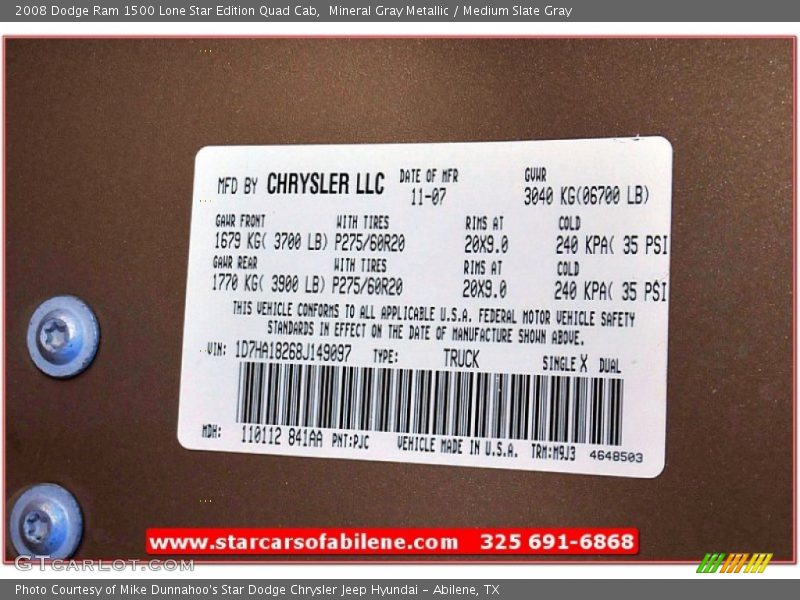 2008 Dodge Ram 1500 Lone Star Edition Quad Cab,  Mineral Gray Metallic / Medium Slate Gray
MFD BY CHRYSLER LLC DATE OF MFR GVWR
11-07 3040 KG(06700 LB)
GAWR FRONT WITH TIRES RIMS AT COLD
1679 KG( 3700 LB) P275/60R20 20X9.0 240 KPA( 35 PSI
GAWR REAR WITH TIRES RIMS AT COLD
1770 KG( 3900 LB) P275/60R20 20X9.0 240 KPA( 35 PSI
THIS VEHICLE CONFORMS TO ALL APPLICABLE U.S.A. FEDERAL MOTOR VEHICLE SAFETY
STANDARDS IN EFFECT ON THE DATE OF MANUFACTURE SHOWN ABOVE.
VIN: 1D7HA18268J149097 TYPE: TRUCK SINGLE X DUAL
MDH: 110112 841AA PNT:PJC VEHICLE MADE IN U.S.A. TRM:M9J3 4648503
www.starcarsofabilene.com 325 691-6868
GTcarlot.com
Photo Courtesy of Mike Dunnahoo's Star Dodge Chrysler Jeep Hyundai - Abilene, TX